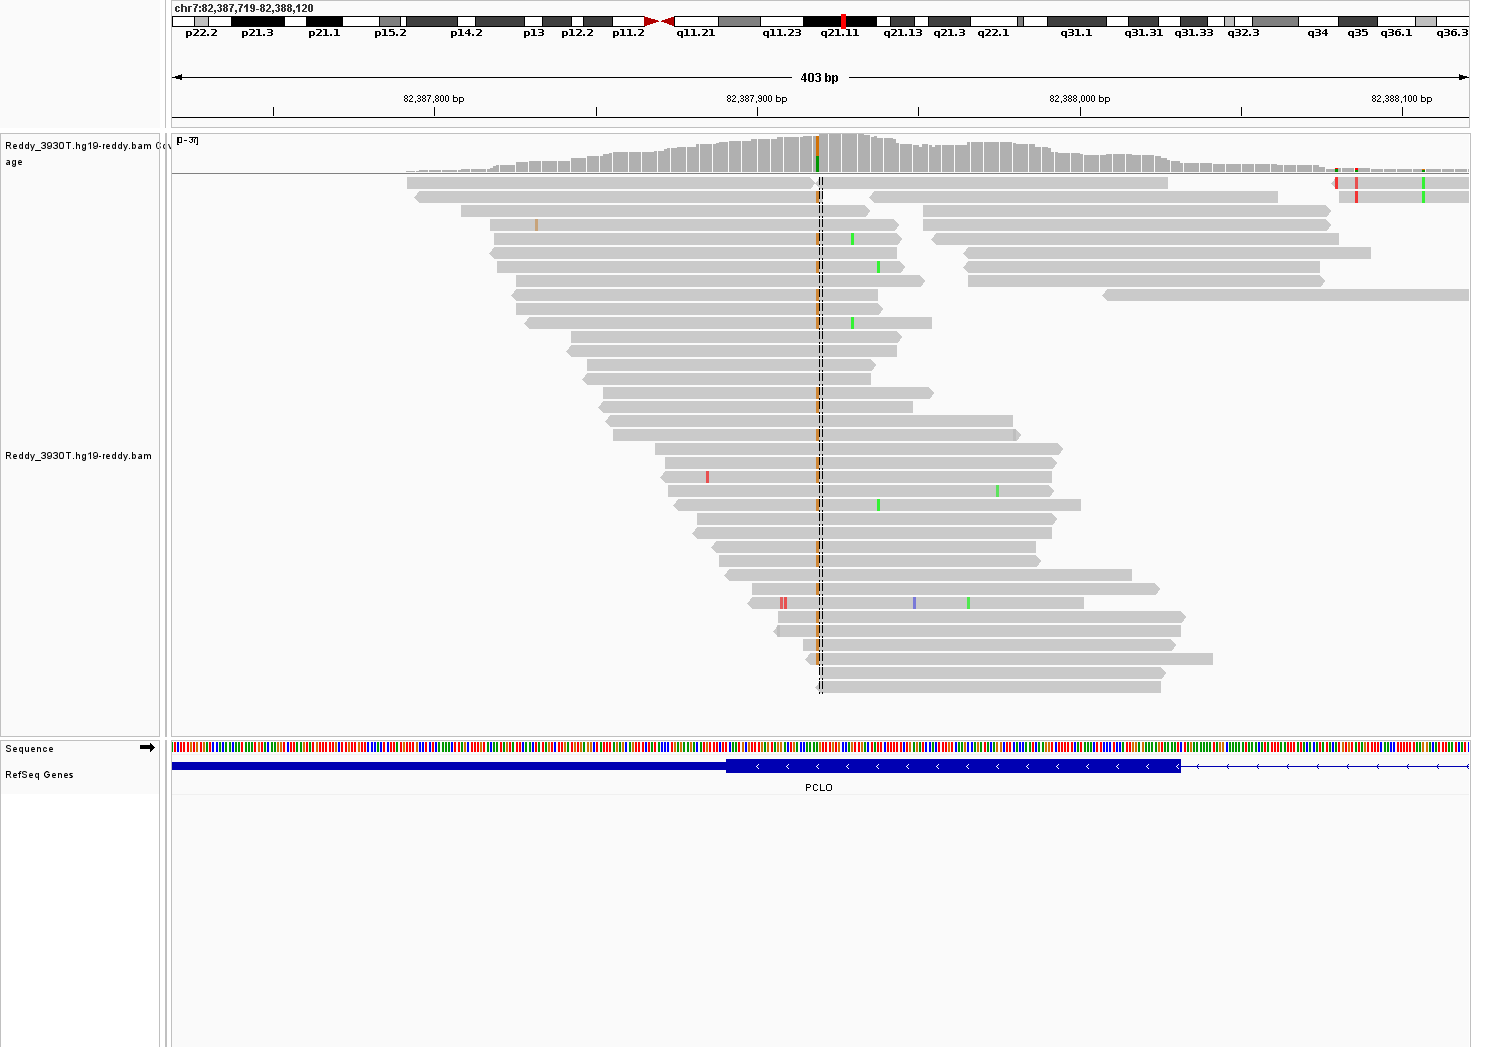 chr7:82,387,719-82,388,120
p22.2 p21.3 p21.1 p15.2 p14.2 p13 p12.2 p11.2 q11.21 q11.23 q21.11 q21.13 q21.3 q22.1 q31.1 q31.31 q31.33 q32.3 q34 q35 q36.1 q36.3
403 bp
82,387,800 bp 82,387,900 bp 82,388,000 bp 82,388,100 bp
[0-37]
Reddy_3930T.hg19-reddy.bam Cov
age
Reddy_3930T.hg19-reddy.bam
Sequence
RefSeq Genes
PCLO